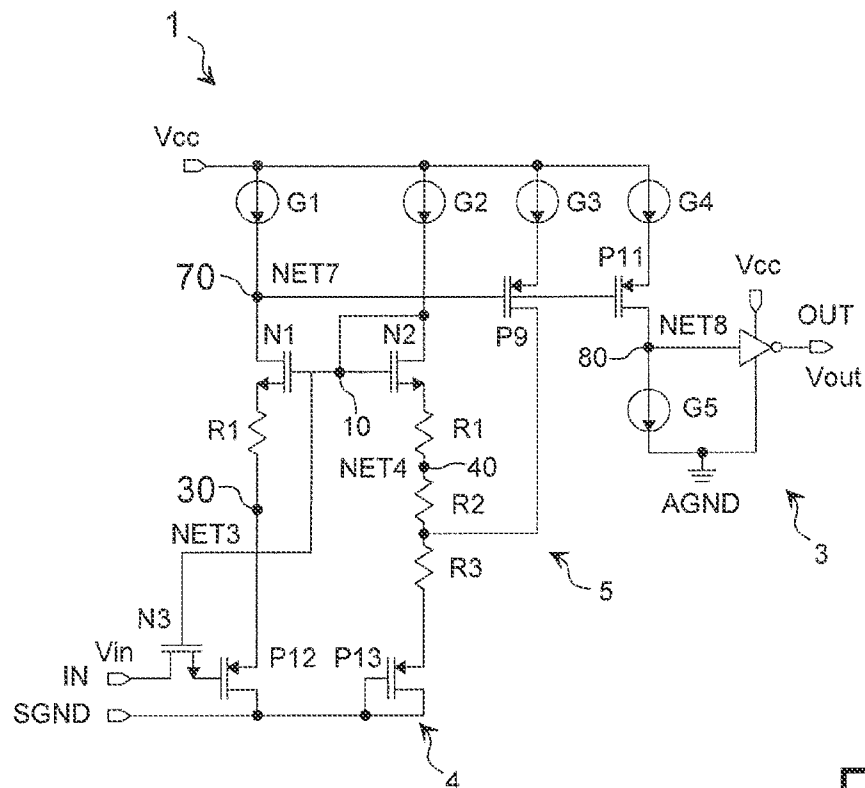 1
Vcc
G1
G2
G3
G4
P11
Vcc
70
NET7
N1
N2
P9
NET8
OUT
80
Vout
10
G5
R1
R1
NET4
40
AGND
30
R2
NET3
R3
5
3
N3
Vin
P12
P13
IN
SGND
4